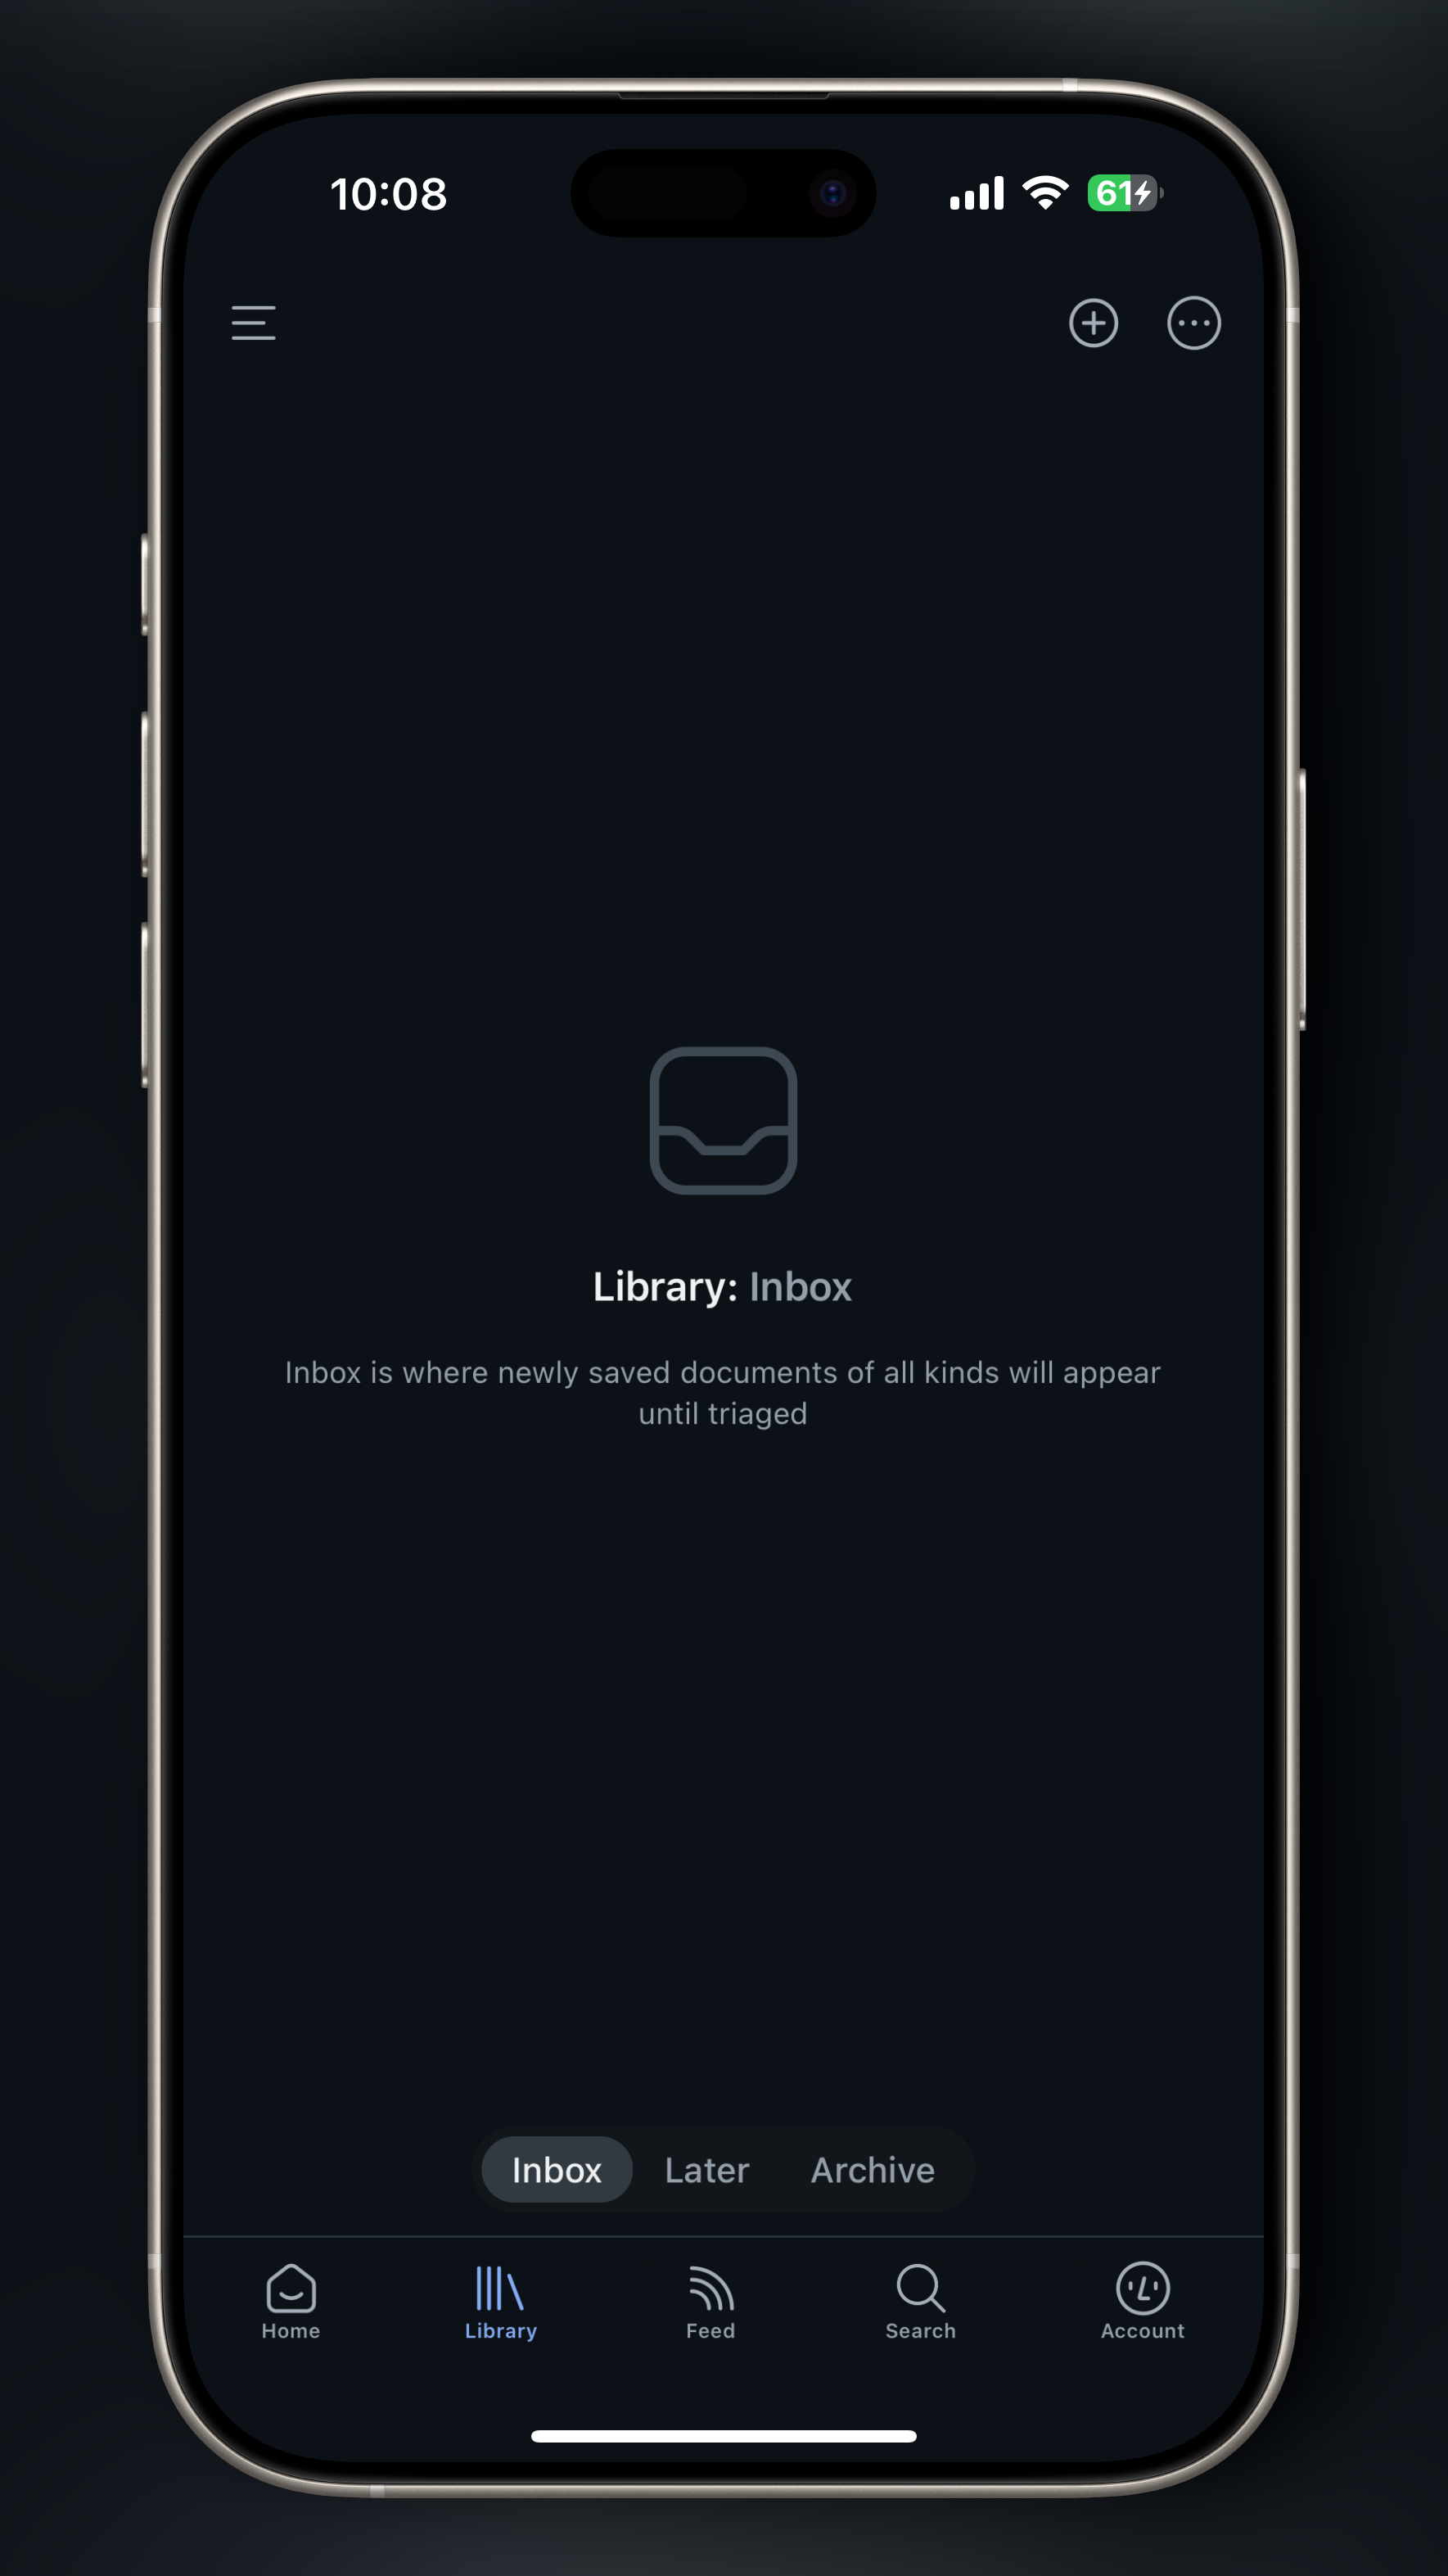 10:08
61
Library: Inbox
Inbox is where newly saved documents of all kinds will appear
until triaged
Inbox Later Archive
Home Library Feed Search Account